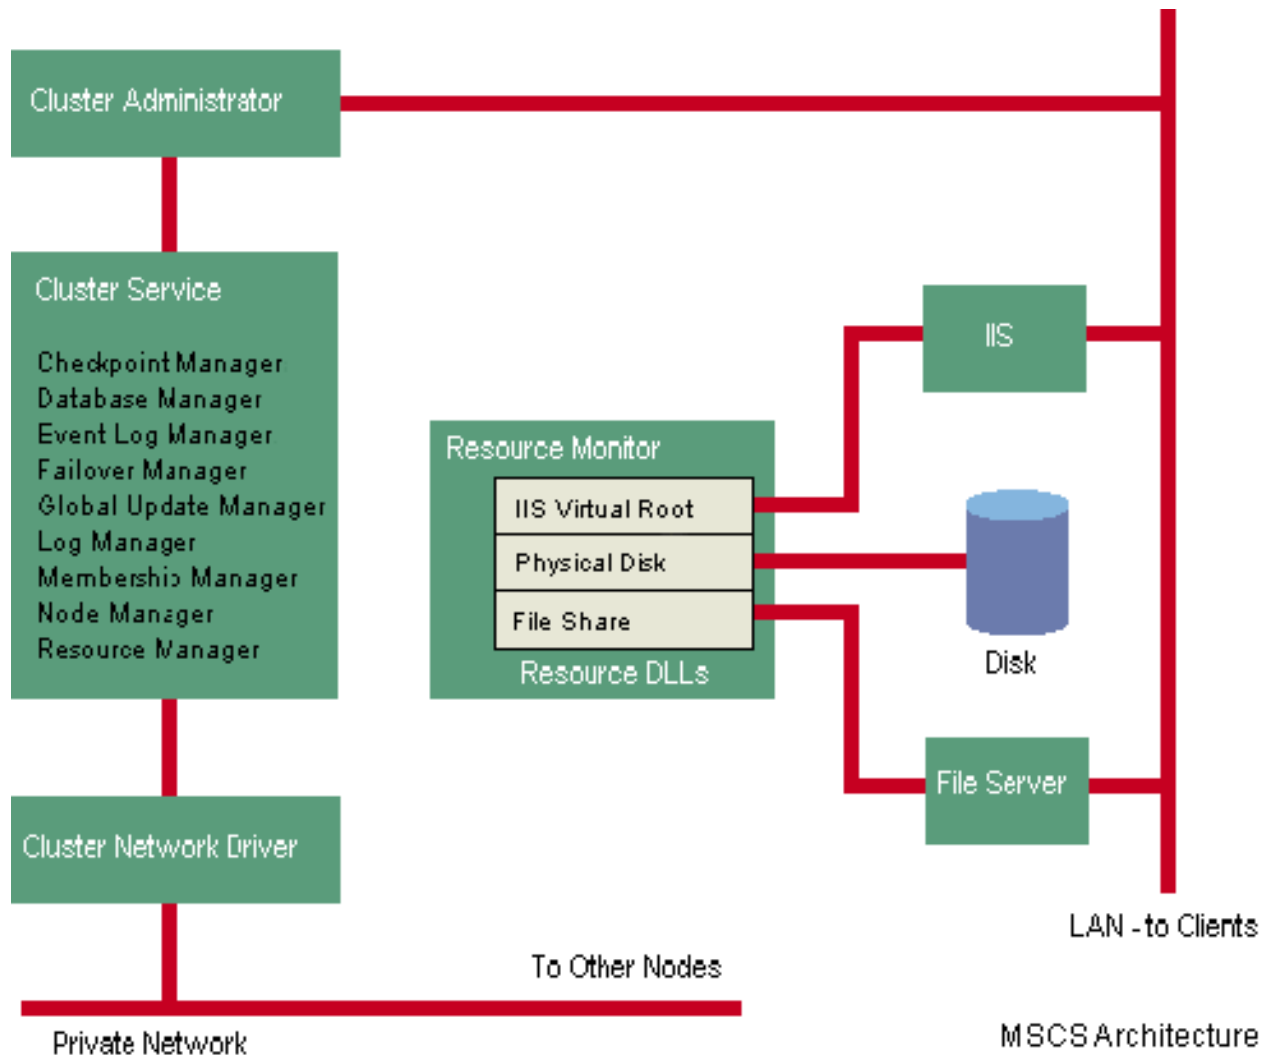 Cluster Administrator
Cluster Service
Checkpoint Manager
Database Manager
Event Log Manager
Failover Manager
Global Update Manager
Log Manager
Membership Manager
Node Manager
Resource Manager
Cluster Network Driver
Resource Monitor
IIS Virtual Root
Physical Disk
File Share
Resource DLLs
IIS
Disk
File Server
LAN - to Clients
To Other Nodes
Private Network
MSCS Architecture